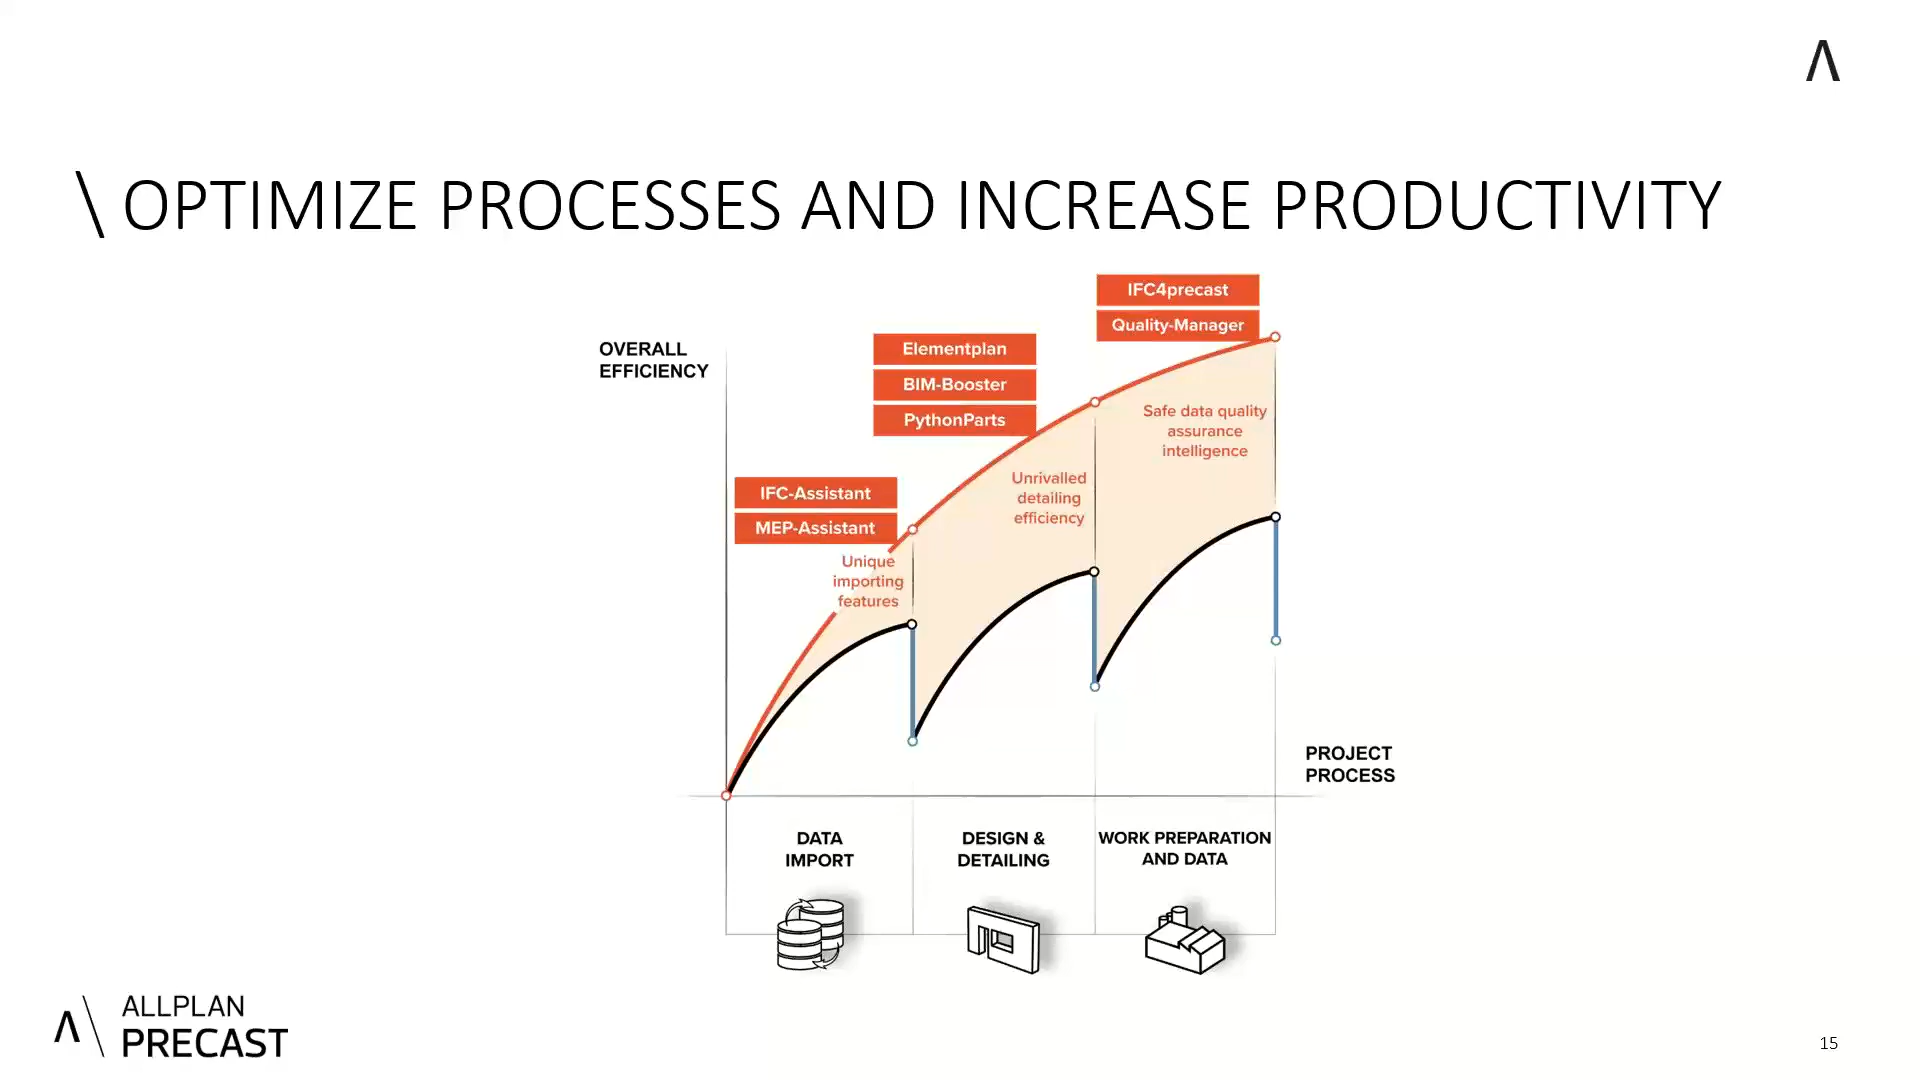 \ OPTIMIZE PROCESSES AND INCREASE PRODUCTIVITY
IFC4precast
Quality-Manager
OVERALL
EFFICIENCY
Elementplan
BIM-Booster
PythonParts
Safe data quality
assurance
intelligence
Unrivalled
detailing
efficiency
IFC-Assistant
MEP-Assistant
Unique
importing
features
PROJECT
PROCESS
DATA
IMPORT
DESIGN &
DETAILING
WORK PREPARATION
AND DATA
ALLPLAN
PRECAST
15